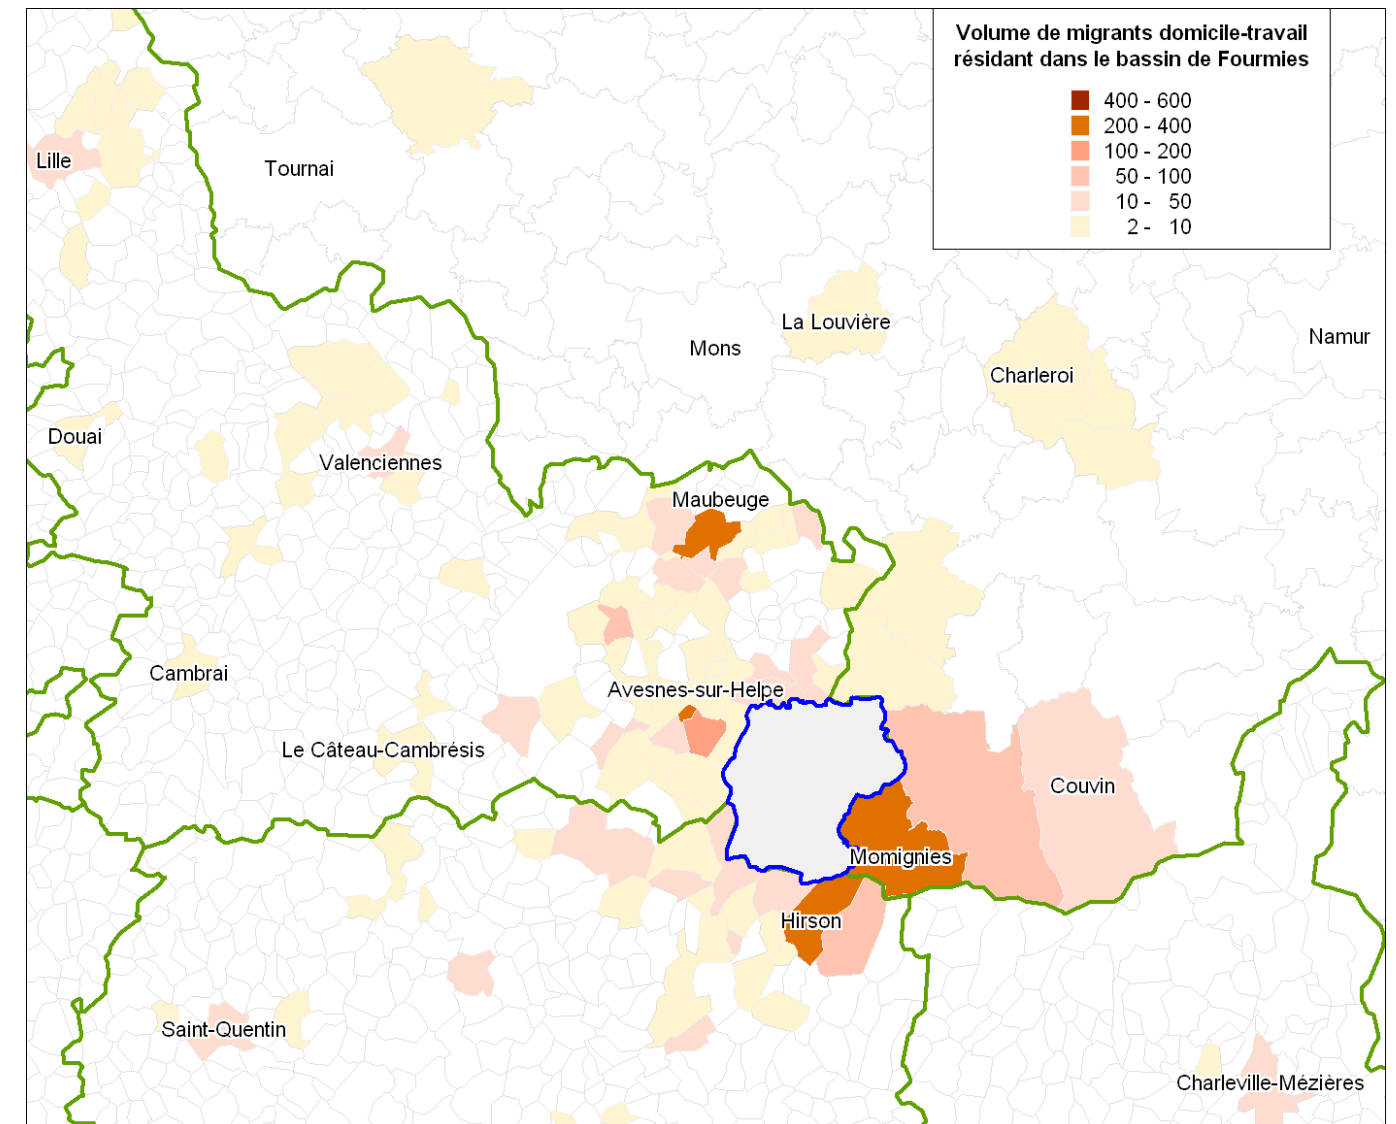 Volume de migrants domicile-travail
résidant dans le bassin de Fourmies
400 - 600
200 - 400
100 - 200
50 - 100
10 - 50
2 - 10
Lille
Tournai
La Louvière
Namur
Mons
Charleroi
Douai
Valenciennes
Maubeuge
Cambrai
Avesnes-sur-Helpe
Le Câteau-Cambrésis
Couvin
Momignies
Hirson
Saint-Quentin
Charleville-Mézières